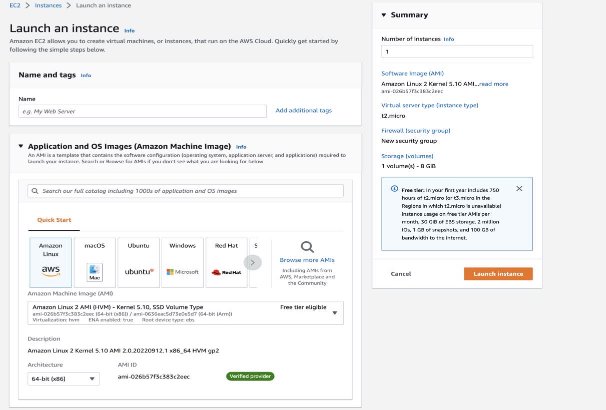 EC2 > Instances > Launch an instance
Launch an instance Info
Amazon EC2 allows you to create virtual machines, or instances, that run on the AWS Cloud. Quickly get started by
following the simple steps below.
Name and tags Info
Name
e.g. My Web Server
Add additional tags
Application and OS Images (Amazon Machine Image) Info
An AMI is a template that contains the software configuration (operating system, application server, and applications) required to
launch your instance. Search or Browse for AMIs if you don't see what you are looking for below
Search our full catalog including 1000s of application and OS images
Quick Start
Amazon Linux
aws
macOS
Mac
Ubuntu
ubuntu
Windows
Microsoft
Red Hat
Red Hat
S
Browse more AMIs
Including AMIs from
AWS, Marketplace and
the Community
Amazon Machine Image (AMI)
Amazon Linux 2 AMI (HVM) - Kernel 5.10, SSD Volume Type
Free tier eligible
ami-026b57f3c383c2eec (64-bit (x86)) / (64-bit (Arm))
Virtualization: hvm ENA enabled: true Root device type: ebs
Description
Amazon Linux 2 Kernel 5.10 AMI 2.0.20220912.1 x86_64 HVM gp2
Architecture
64-bit (x86)
AMI ID
ami-026b57f3c383c2eec
Verified provider
Summary
Number of instances Info
1
Software Image (AMI)
Amazon Linux 2 Kernel 5.10 AMI...read more
ami-026b57f3c383c2eec
Virtual server type (instance type)
t2.micro
Firewall (security group)
New security group
Storage (volumes)
1 volume(s) - 8 GiB
Free tier: In your first year includes 750
hours of t2.micro (or t3.micro in the
Regions in which t2.micro is unavailable)
instance usage on free tier AMIs per
month, 30 GiB of EBS storage, 2 million
IOs, 1 GB of snapshots, and 100 GB of
bandwidth to the internet.
Cancel
Launch instance